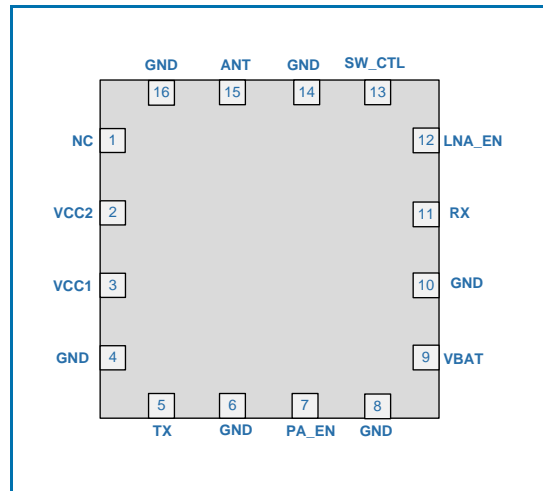 GND ANT GND SW_CTL
16 15 14 13
NC 1 12 LNA_EN
VCC2 2 11 RX
VCC1 3 10 GND
GND 4 9 VBAT
5 6 7 8
TX GND PA_EN GND